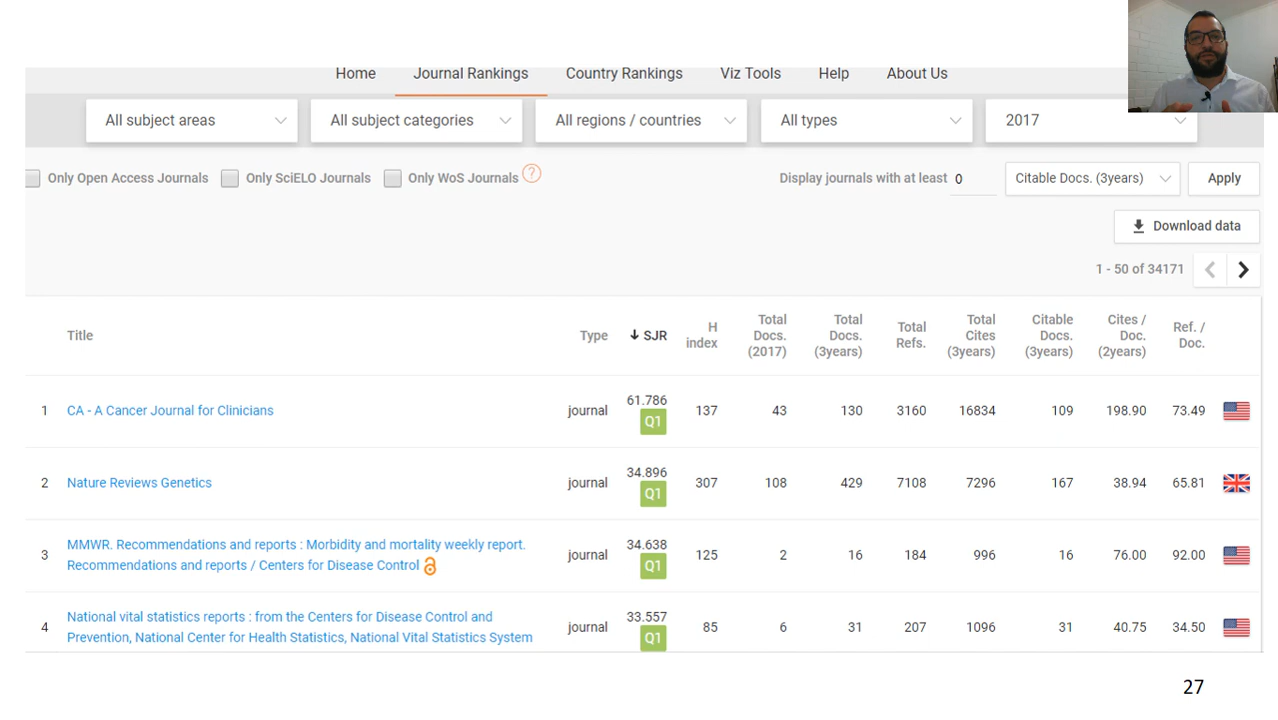 Home Journal Rankings Country Rankings Viz Tools Help About Us
All subject areas All subject categories All regions / countries All types 2017
Only Open Access Journals Only SciELO Journals Only WoS Journals ? Display journals with at least 0 Citable Docs. (3years) Apply
Download data
1 - 50 of 34171
Title Type SJR H index Total Docs. (2017) Total Docs. (3years) Total Refs. Total Cites (3years) Citable Docs. (3years) Cites / Doc. (2years) Ref. / Doc.
1 CA - A Cancer Journal for Clinicians journal 61.786 Q1 137 43 130 3160 16834 109 198.90 73.49
2 Nature Reviews Genetics journal 34.896 Q1 307 108 429 7108 7296 167 38.94 65.81
3 MMWR. Recommendations and reports : Morbidity and mortality weekly report.
Recommendations and reports / Centers for Disease Control journal 34.638 Q1 125 2 16 184 996 16 76.00 92.00
4 National vital statistics reports : from the Centers for Disease Control and
Prevention, National Center for Health Statistics, National Vital Statistics System journal 33.557 Q1 85 6 31 207 1096 31 40.75 34.50
27